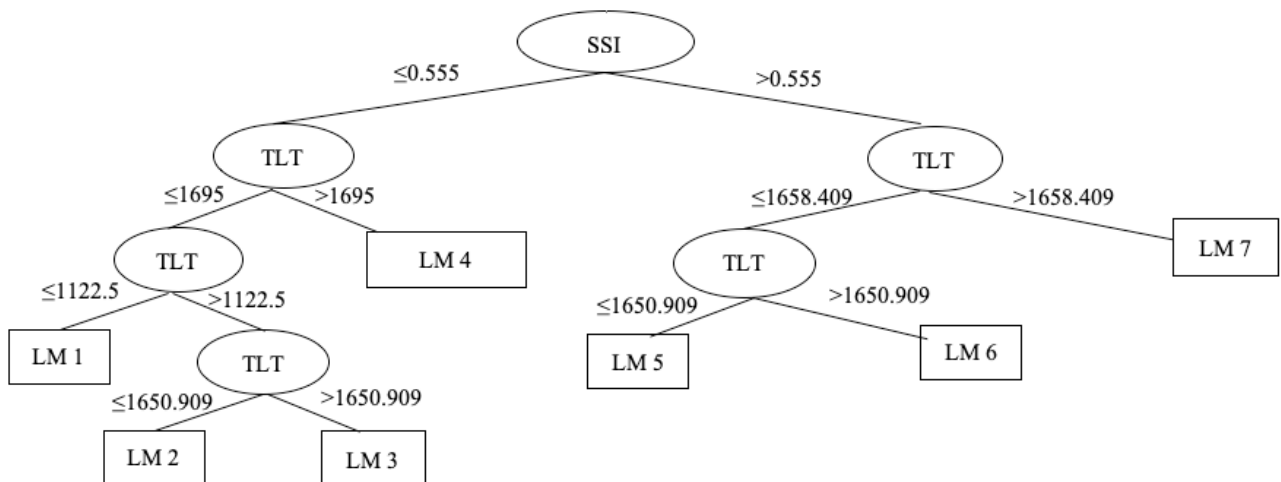 SSI
≤0.555
>0.555
TLT
TLT
≤1695
>1695
≤1658.409
>1658.409
TLT
LM 4
TLT
LM 7
≤1122.5
>1122.5
≤1650.909
>1650.909
LM 1
TLT
LM 5
LM 6
≤1650.909
>1650.909
LM 2
LM 3